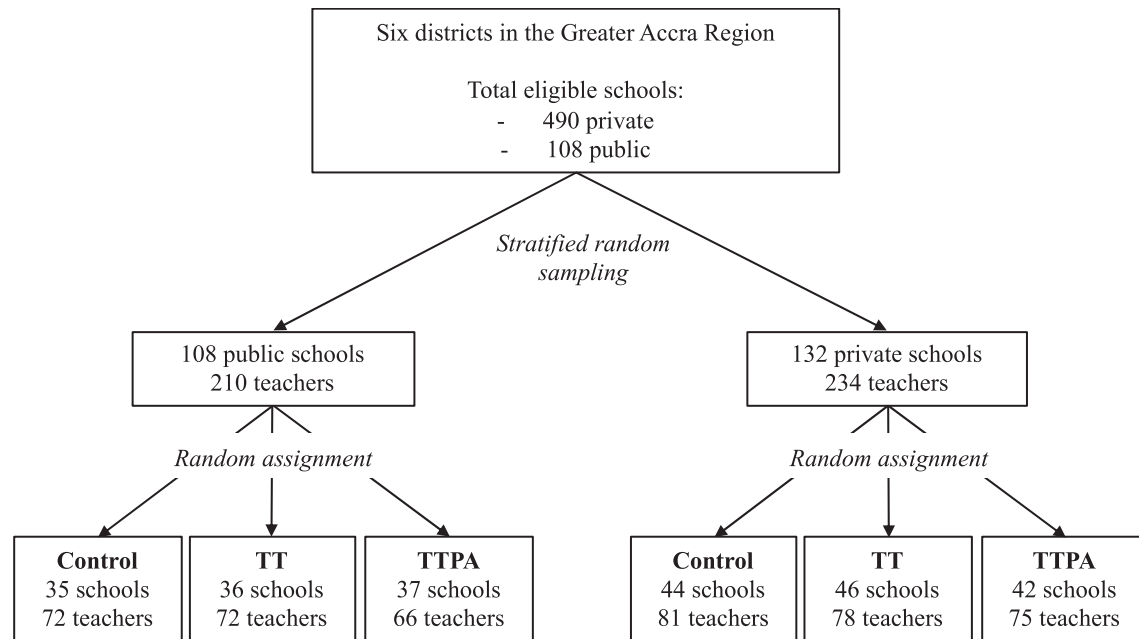 Six districts in the Greater Accra Region
Total eligible schools:
- 490 private
- 108 public
Stratified random
sampling
108 public schools
210 teachers
132 private schools
234 teachers
Random assignment
Random assignment
Control
35 schools
72 teachers
TT
36 schools
72 teachers
TTPA
37 schools
66 teachers
Control
44 schools
81 teachers
TT
46 schools
78 teachers
TTPA
42 schools
75 teachers